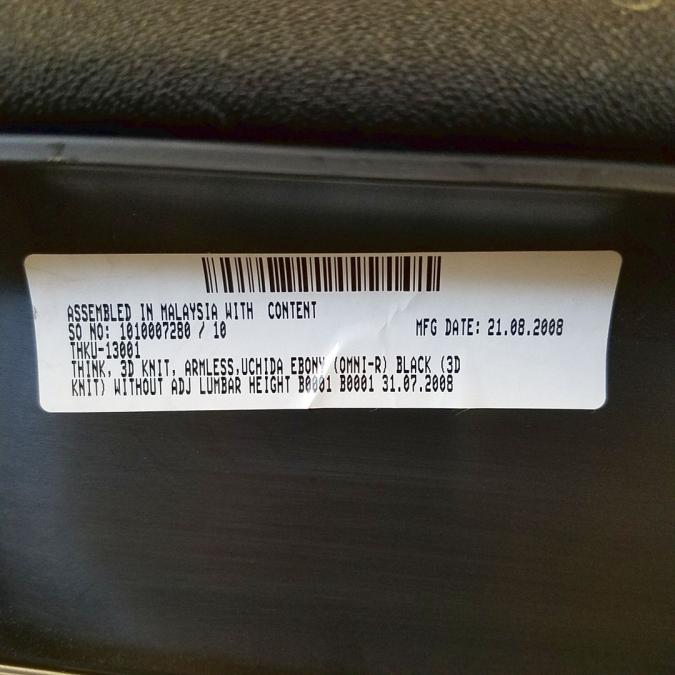 ASSEMBLED IN MALAYSIA WITH CONTENT
SO NO: 1010007280 / 10 MFG DATE: 21.08.2008
THKU-13001
THINK, 3D KNIT, ARMLESS,UCHIDA EBONY (OMNI-R) BLACK (3D
KNIT) WITHOUT ADJ LUMBAR HEIGHT B0001 B0001 31.07.2008